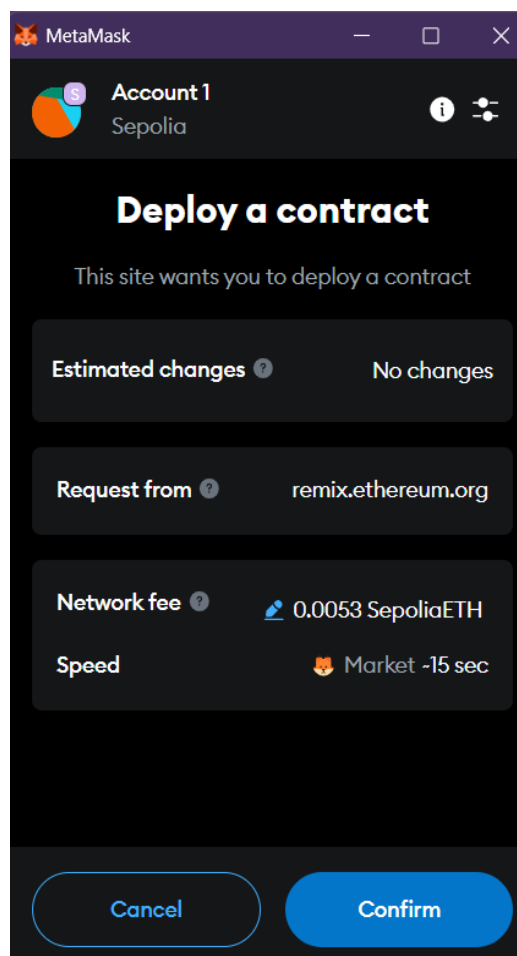 MetaMask
S
Account 1
Sepolia
i
Deploy a contract
This site wants you to deploy a contract
Estimated changes ? No changes
Request from ? remix.ethereum.org
Network fee ? 0.0053 SepoliaETH
Speed Market ~15 sec
Cancel Confirm